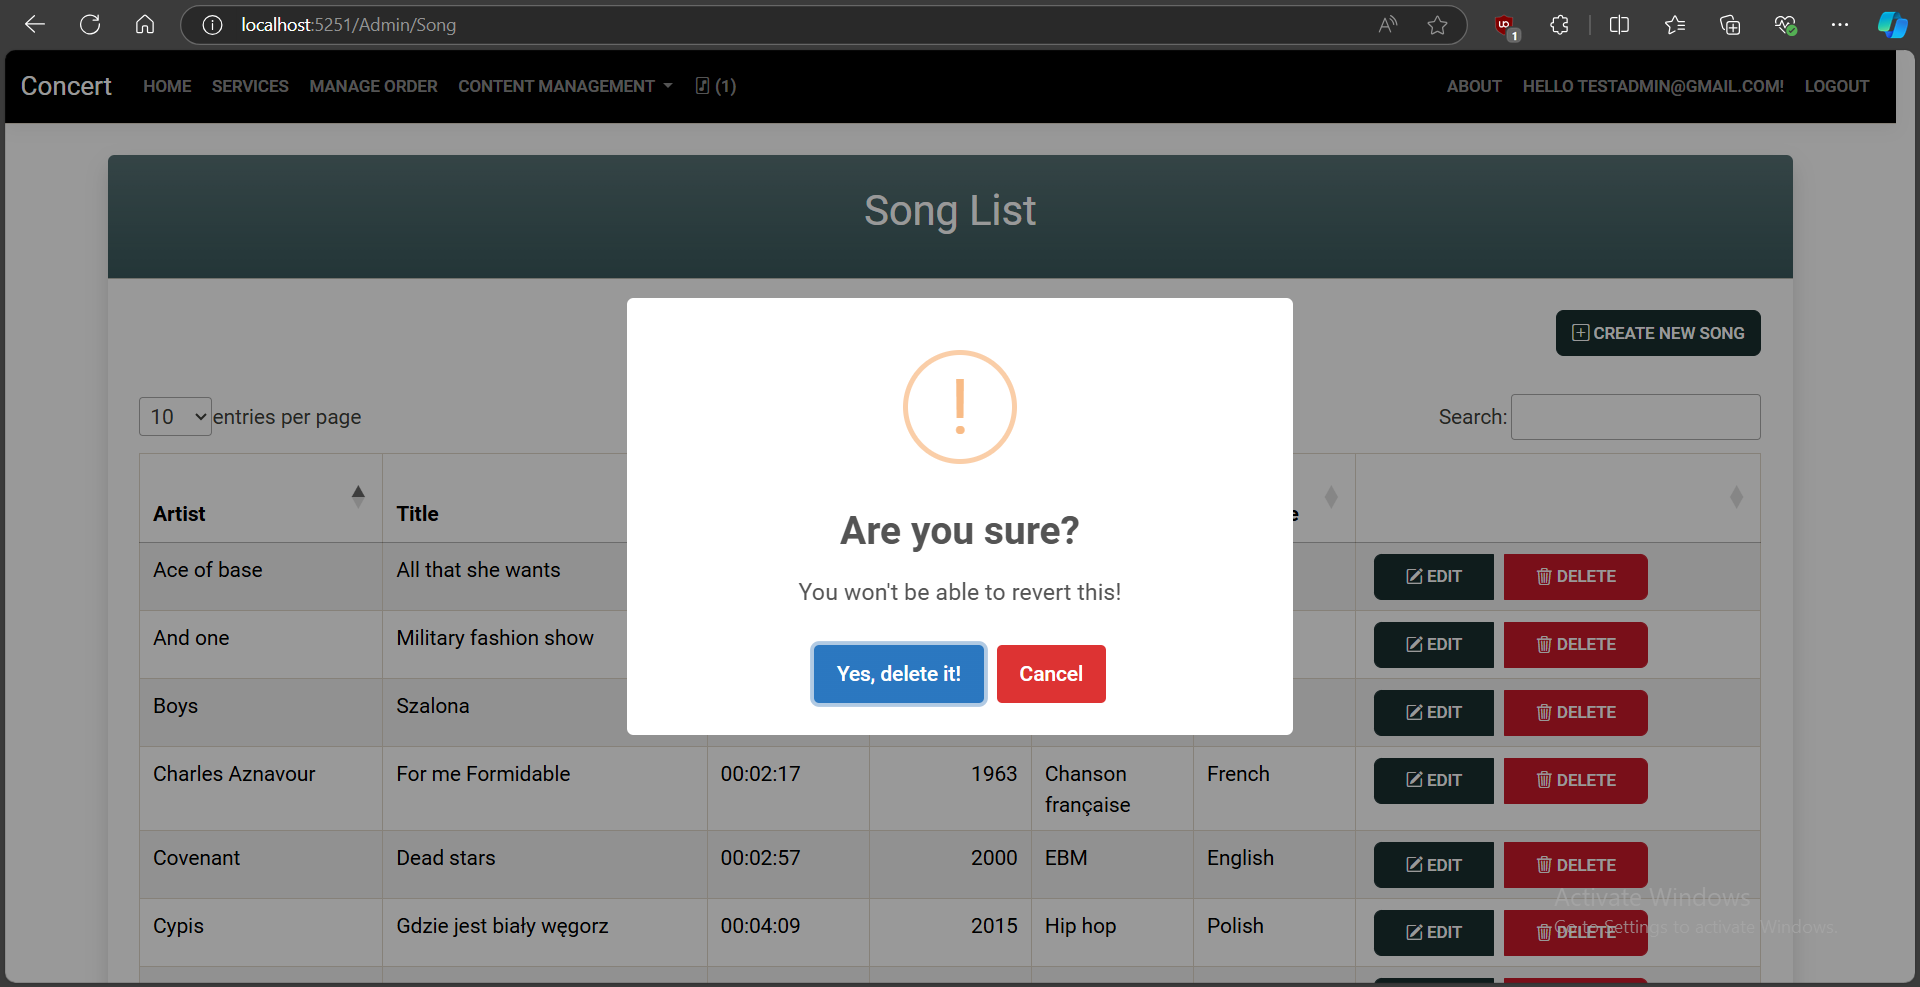 localhost:5251/Admin/Song
1
Concert HOME SERVICES MANAGE ORDER CONTENT MANAGEMENT (1) ABOUT HELLO TESTADMIN@GMAIL.COM! LOGOUT
Song List
CREATE NEW SONG
10 entries per page Search:
Artist Title
Ace of base All that she wants EDIT DELETE
And one Military fashion show EDIT DELETE
Boys Szalona EDIT DELETE
Charles Aznavour For me Formidable 00:02:17 1963 Chanson française French EDIT DELETE
Covenant Dead stars 00:02:57 2000 EBM English EDIT DELETE
Cypis Gdzie jest biały węgorz 00:04:09 2015 Hip hop Polish EDIT DELETE
Are you sure?
You won't be able to revert this!
Yes, delete it! Cancel
Activate Windows
Go to Settings to activate Windows.